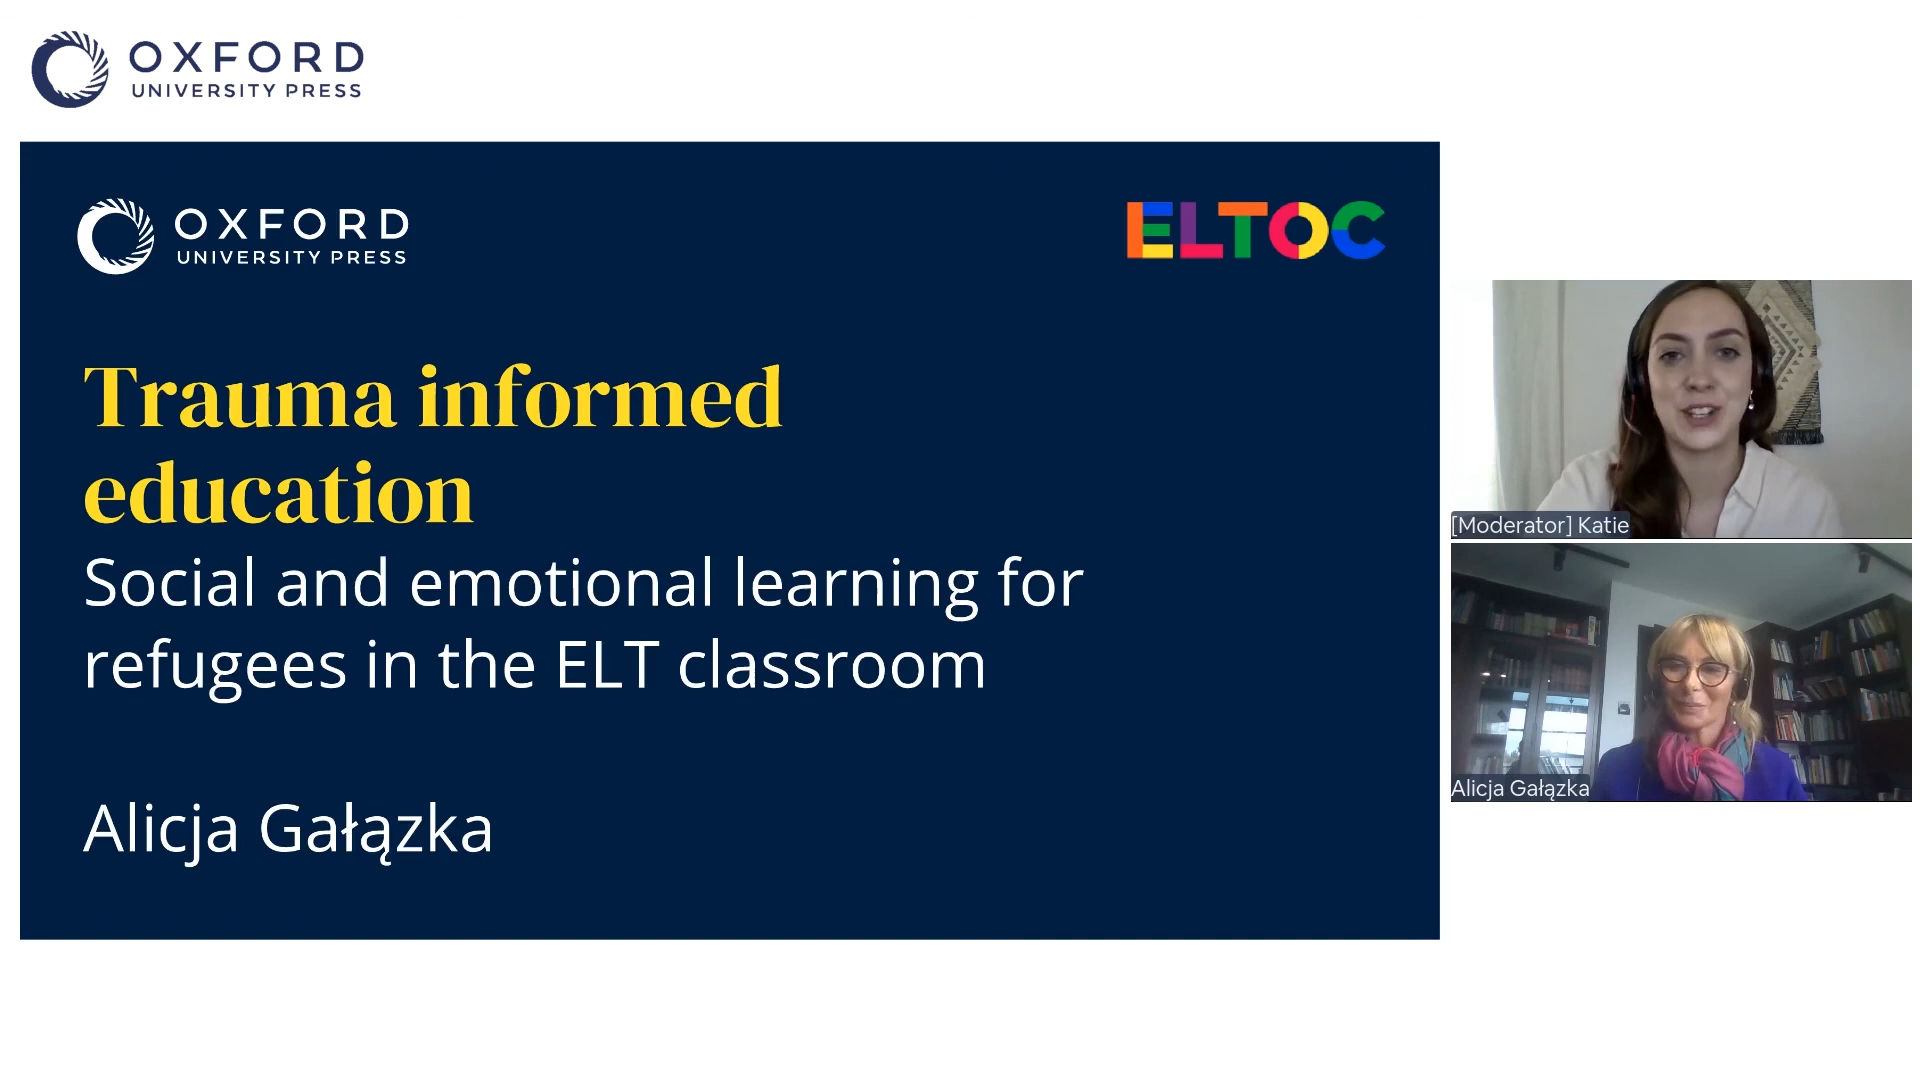 OXFORD
UNIVERSITY PRESS
OXFORD
UNIVERSITY PRESS
ELTOC
Trauma informed
education
Social and emotional learning for
refugees in the ELT classroom
Alicja Gałązka
[Moderator] Katie
Alicja Gałązka